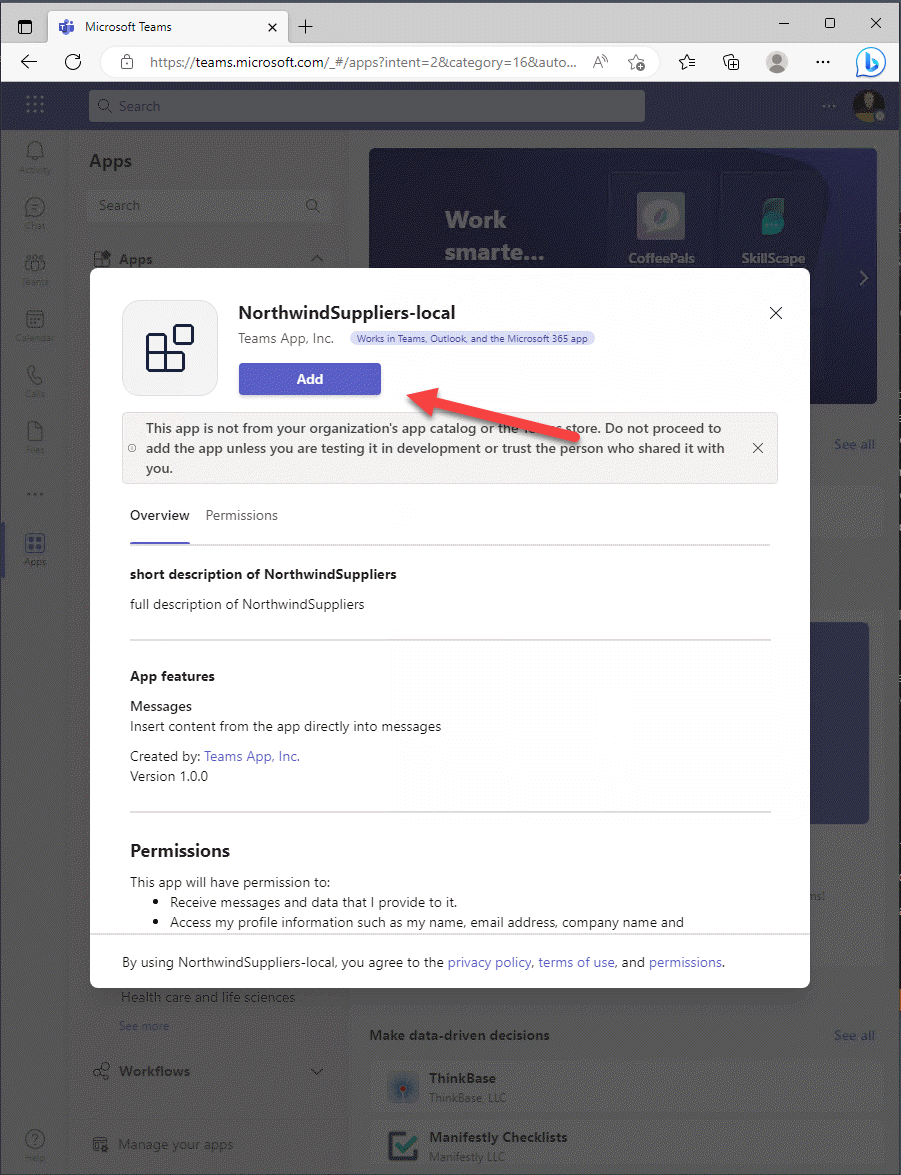 Microsoft Teams
https://teams.microsoft.com/_#/apps?intent=2&category=16&auto...
Search
Activity
Chat
Teams
Calendar
Calls
Files
Apps
Help
Apps
Search
Apps
Work
smarte...
CoffeePals
SkillScape
See all
NorthwindSuppliers-local
Teams App, Inc.
Works in Teams, Outlook, and the Microsoft 365 app
Add
This app is not from your organization's app catalog or the Teams store. Do not proceed to
add the app unless you are testing it in development or trust the person who shared it with
you.
Overview
Permissions
short description of NorthwindSuppliers
full description of NorthwindSuppliers
App features
Messages
Insert content from the app directly into messages
Created by: Teams App, Inc.
Version 1.0.0
Permissions
This app will have permission to:
• Receive messages and data that I provide to it.
• Access my profile information such as my name, email address, company name and
By using NorthwindSuppliers-local, you agree to the privacy policy, terms of use, and permissions.
Health care and life sciences
See more
Workflows
Manage your apps
Make data-driven decisions
See all
ThinkBase
ThinkBase, LLC
Manifestly Checklists
Manifestly LLC